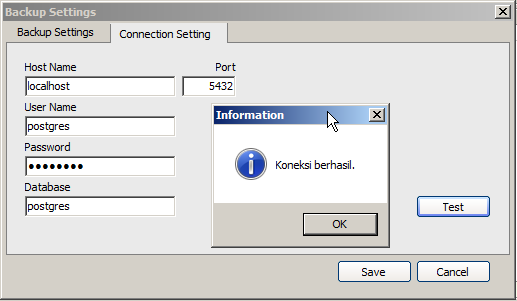 Backup Settings
Backup Settings
Connection Setting
Host Name
Port
localhost
5432
User Name
postgres
Information
Password
Koneksi berhasil.
Database
postgres
OK
Test
Save
Cancel